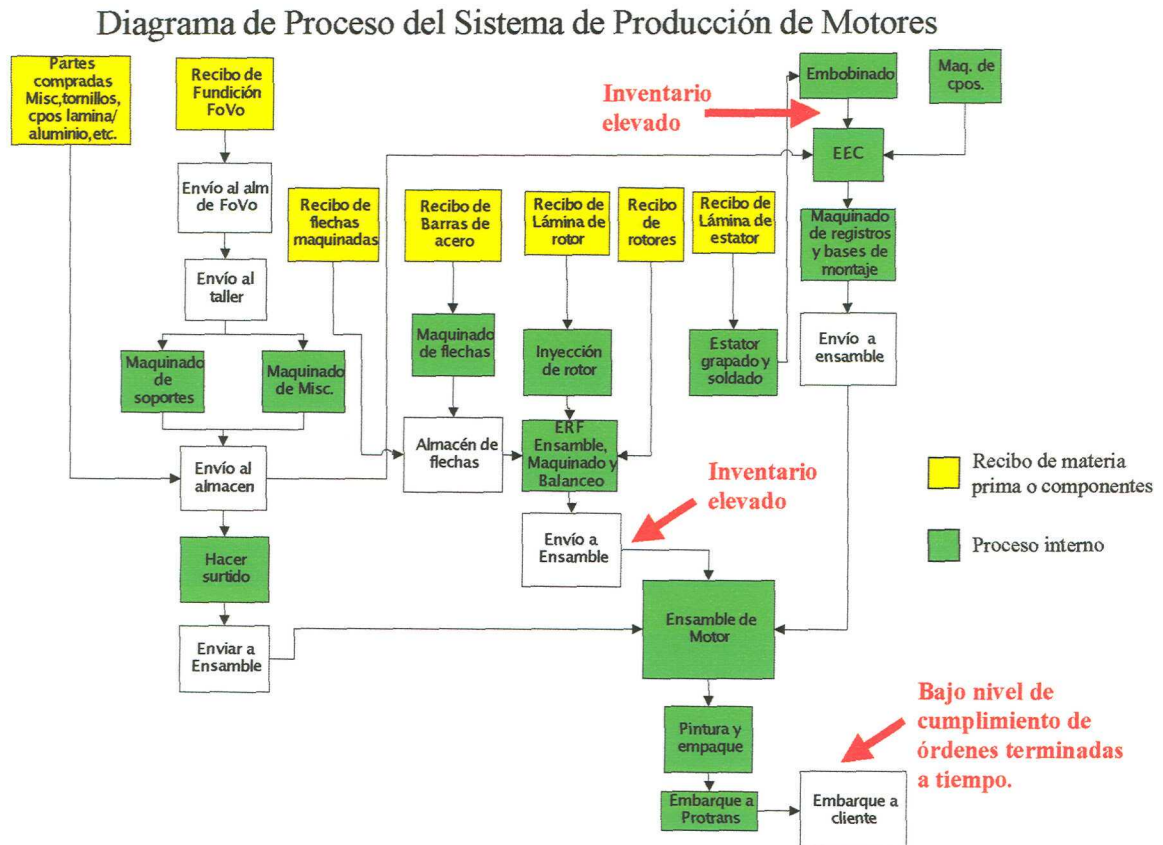 Diagrama de Proceso del Sistema de Producción de Motores
Partes
compradas
Misc,tornillos,
cpos lamina/
aluminio,etc.
Recibo de
Fundición
FoVo
Inventario
elevado
Embobinado
Maq. de
cpos.
EEC
Envío al alm
de FoVo
Recibo de
flechas
maquinadas
Recibo de
Barras de
acero
Recibo de
Lámina de
rotor
Recibo
de
rotores
Recibo de
Lámina de
estator
Maquinado
de registros
y bases de
montaje
Envío al
taller
Maquinado
de
soportes
Maquinado
de Misc.
Maquinado
de flechas
Inyección
de rotor
Estator
grapado y
soldado
Envío a
ensamble
Envío al
almacen
Almacén de
flechas
ERF
Ensamble,
Maquinado y
Balanceo
Inventario
elevado
Recibo de materia
prima o componentes
Proceso interno
Hacer
surtido
Envío a
Ensamble
Enviar a
Ensamble
Ensamble de
Motor
Pintura y
empaque
Bajo nivel de
cumplimiento de
órdenes terminadas
a tiempo.
Embarque a
Protrans
Embarque a
cliente